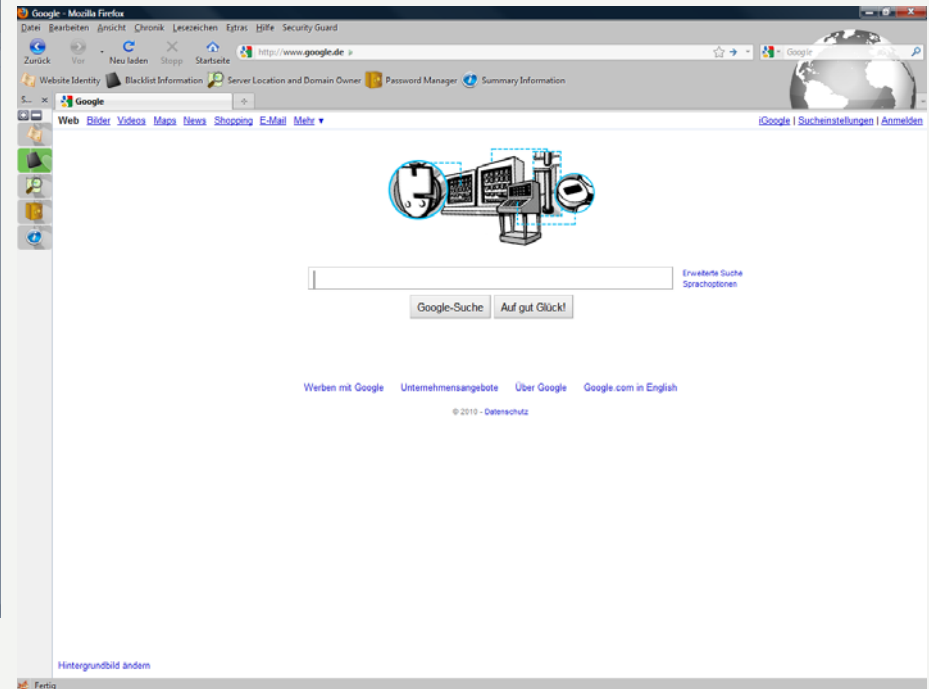 Google - Mozilla Firefox
Datei Bearbeiten Ansicht Chronik Lesezeichen Extras Hilfe Security Guard
Zurück Vor Neu laden Stopp Startseite http://www.google.de Google
Website Identity Blacklist Information Server Location and Domain Owner Password Manager Summary Information
S... Google
Web Bilder Videos Maps News Shopping E-Mail Mehr ▼ iGoogle | Sucheinstellungen | Anmelden
Erweiterte Suche
Sprachoptionen
Google-Suche Auf gut Glück!
Werben mit Google Unternehmensangebote Über Google Google.com in English
© 2010 - Datenschutz
Hintergrundbild ändern
Fertig